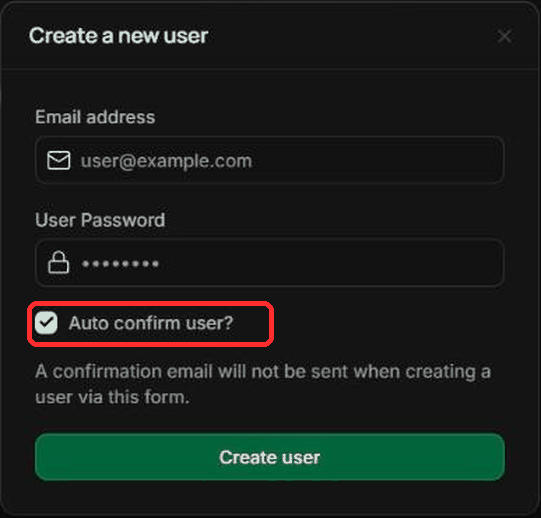 Create a new user
Email address
user@example.com
User Password
••••••••
Auto confirm user?
A confirmation email will not be sent when creating a
user via this form.
Create user